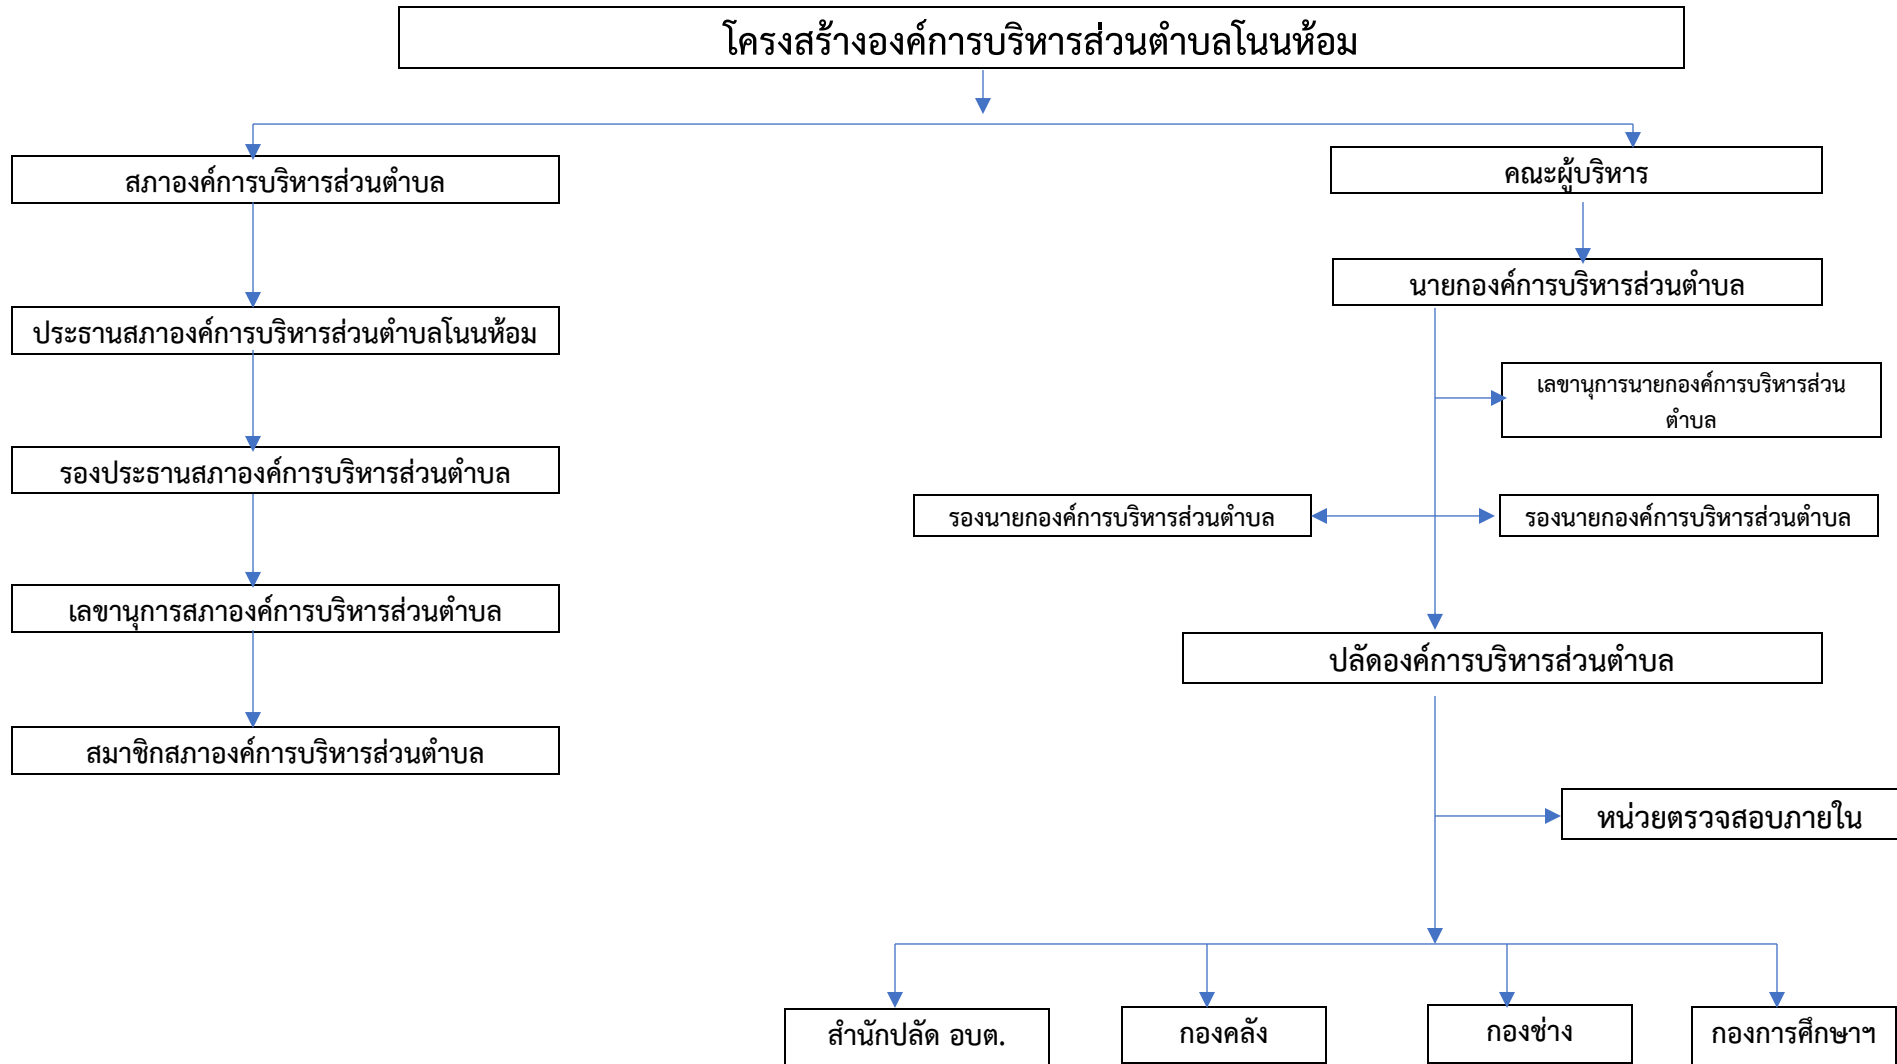 โครงสร้างองค์การบริหารส่วนตำบลโนนห้อม
สภาองค์การบริหารส่วนตำบล
คณะผู้บริหาร
นายกองค์การบริหารส่วนตำบล
ประธานสภาองค์การบริหารส่วนตำบลโนนห้อม
เลขานุการนายกองค์การบริหารส่วน
ตำบล
รองประธานสภาองค์การบริหารส่วนตำบล
รองนายกองค์การบริหารส่วนตำบล
รองนายกองค์การบริหารส่วนตำบล
เลขานุการสภาองค์การบริหารส่วนตำบล
ปลัดองค์การบริหารส่วนตำบล
สมาชิกสภาองค์การบริหารส่วนตำบล
หน่วยตรวจสอบภายใน
สำนักปลัด อบต.
กองคลัง
กองช่าง
กองการศึกษาฯ